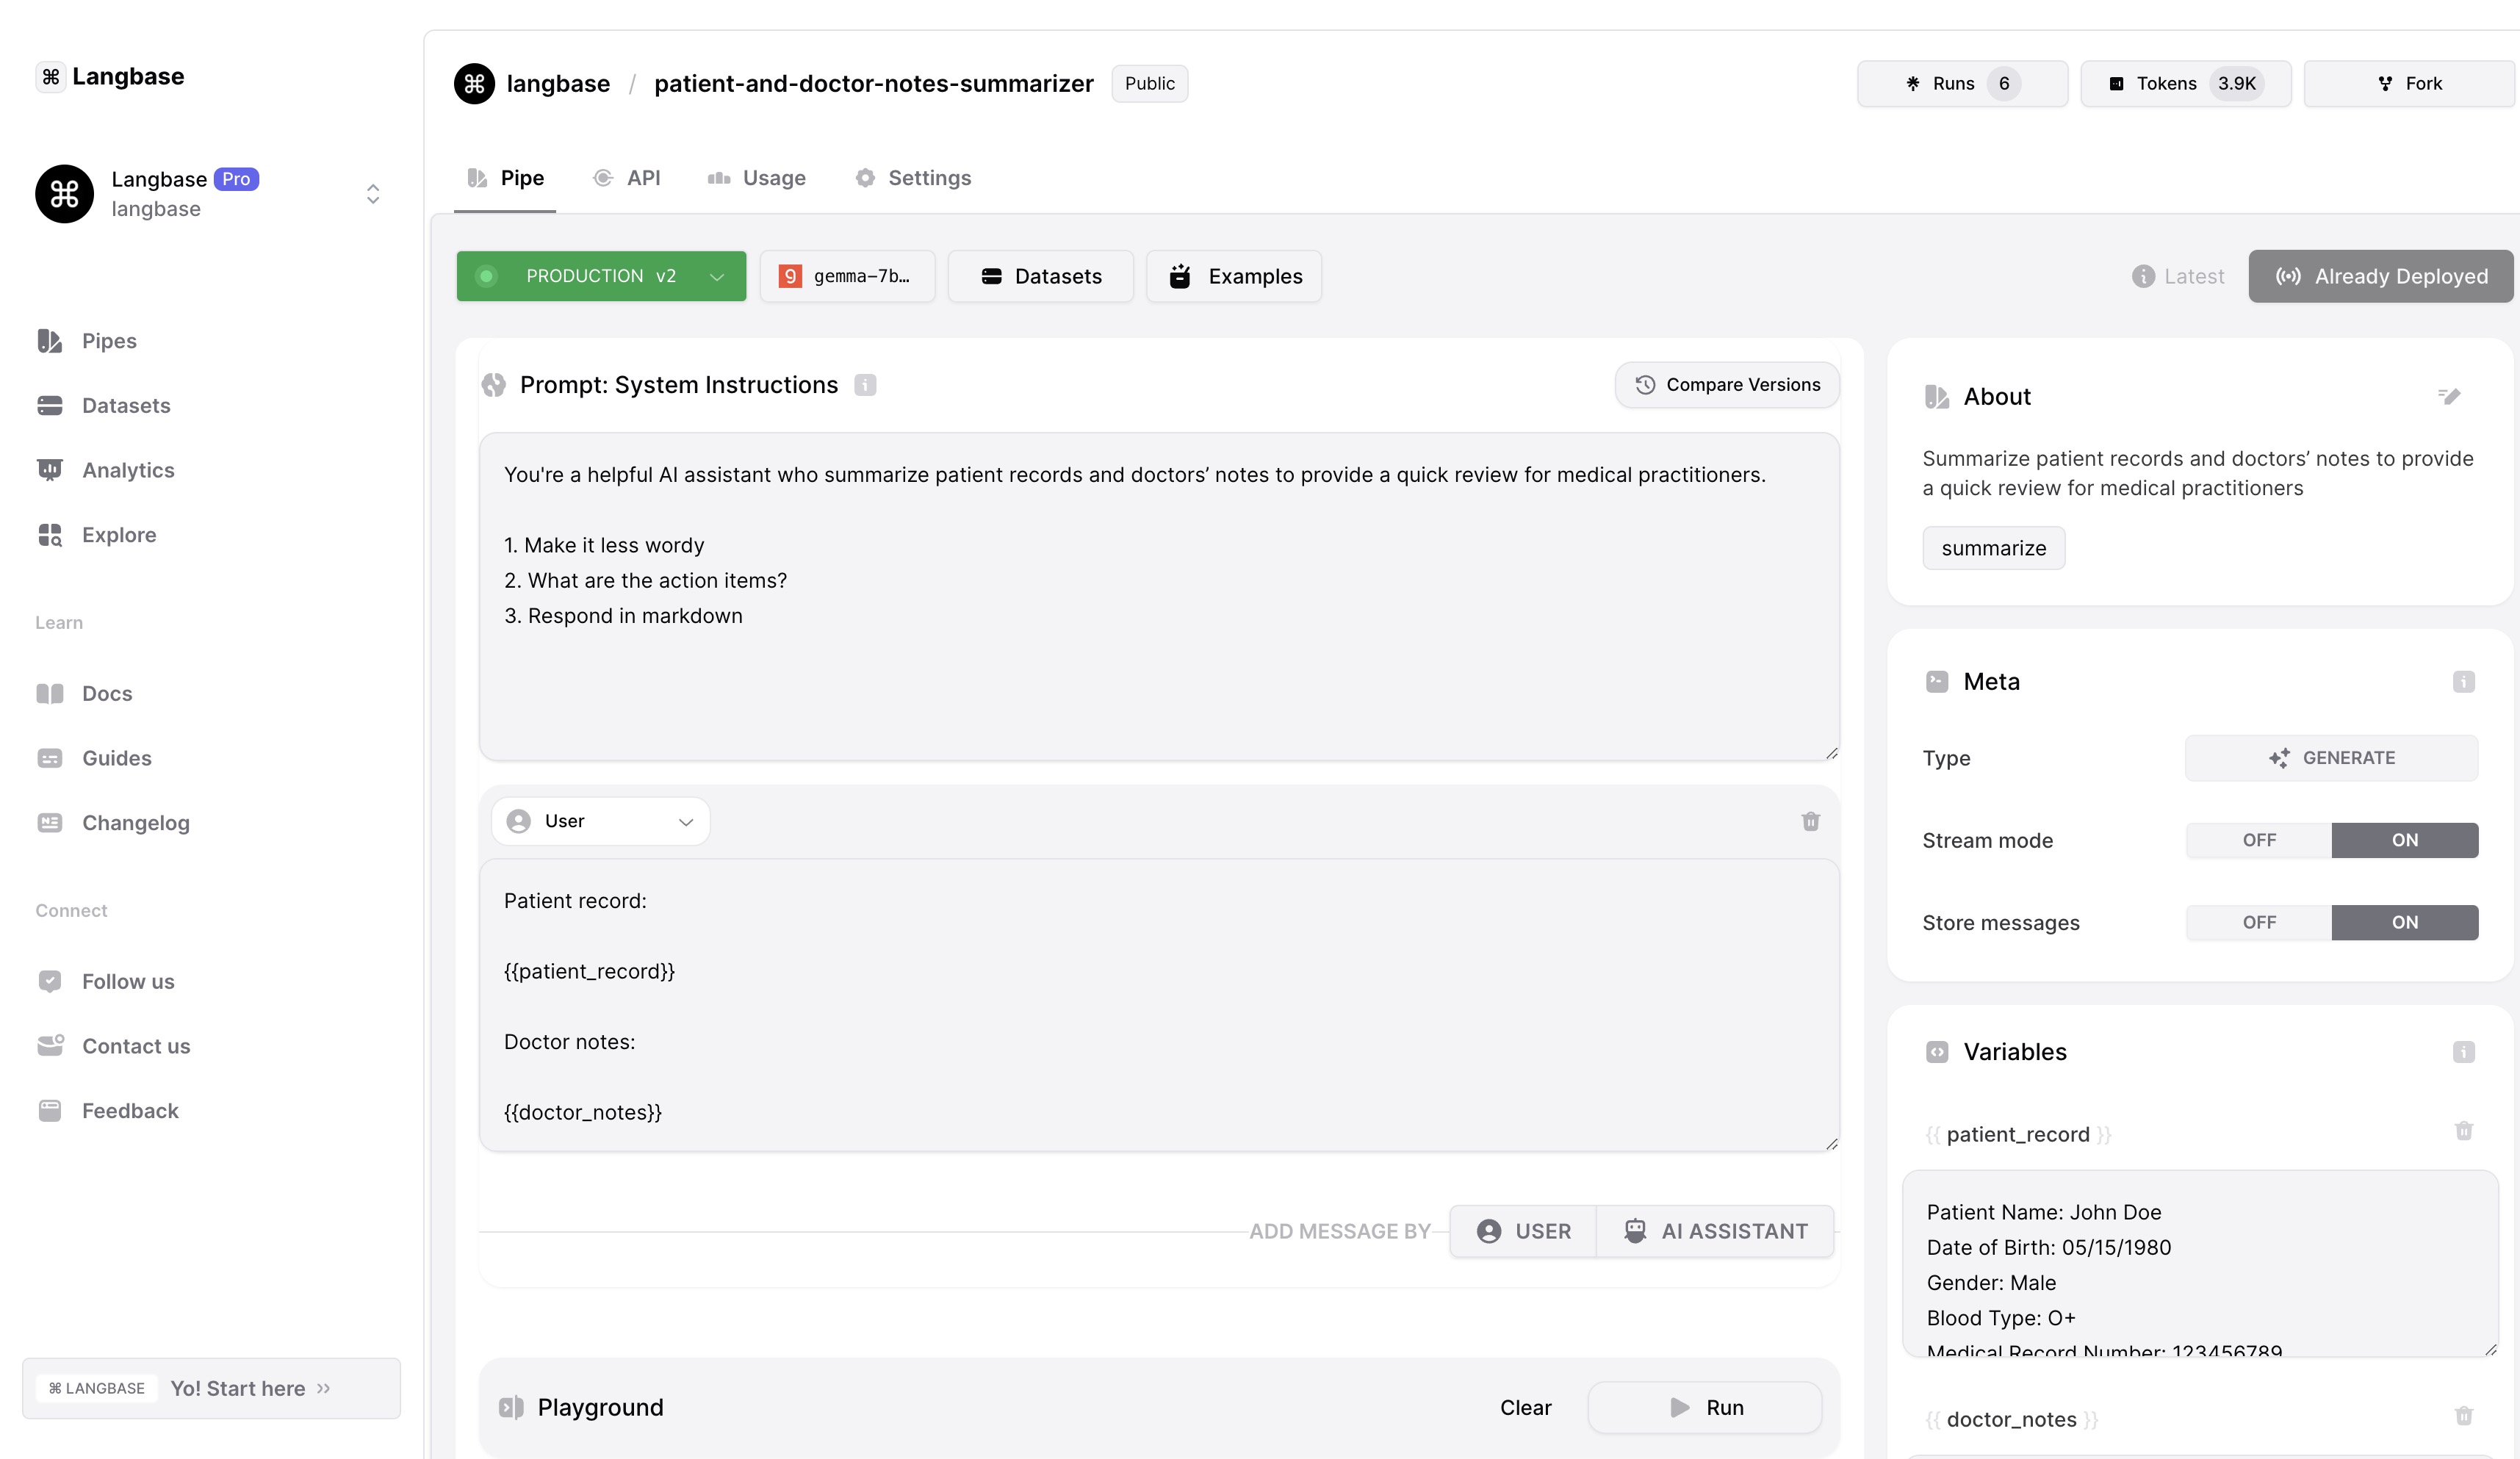 ⌘ Langbase
Langbase Pro
langbase
Pipes
Datasets
Analytics
Explore
Learn
Docs
Guides
Changelog
Connect
Follow us
Contact us
Feedback
⌘ LANGBASE Yo! Start here »
langbase / patient-and-doctor-notes-summarizer Public
Runs 6
Tokens 3.9K
Fork
Pipe
API
Usage
Settings
PRODUCTION v2
9 gemma-7b…
Datasets
Examples
Latest
Already Deployed
Prompt: System Instructions
Compare Versions
You're a helpful AI assistant who summarize patient records and doctors’ notes to provide a quick review for medical practitioners.
1. Make it less wordy
2. What are the action items?
3. Respond in markdown
User
Patient record:
{{patient_record}}
Doctor notes:
{{doctor_notes}}
ADD MESSAGE BY USER AI ASSISTANT
Playground
Clear
Run
About
Summarize patient records and doctors’ notes to provide
a quick review for medical practitioners
summarize
Meta
Type GENERATE
Stream mode OFF ON
Store messages OFF ON
Variables
{{ patient_record }}
Patient Name: John Doe
Date of Birth: 05/15/1980
Gender: Male
Blood Type: O+
Medical Record Number: 123456789
{{ doctor_notes }}